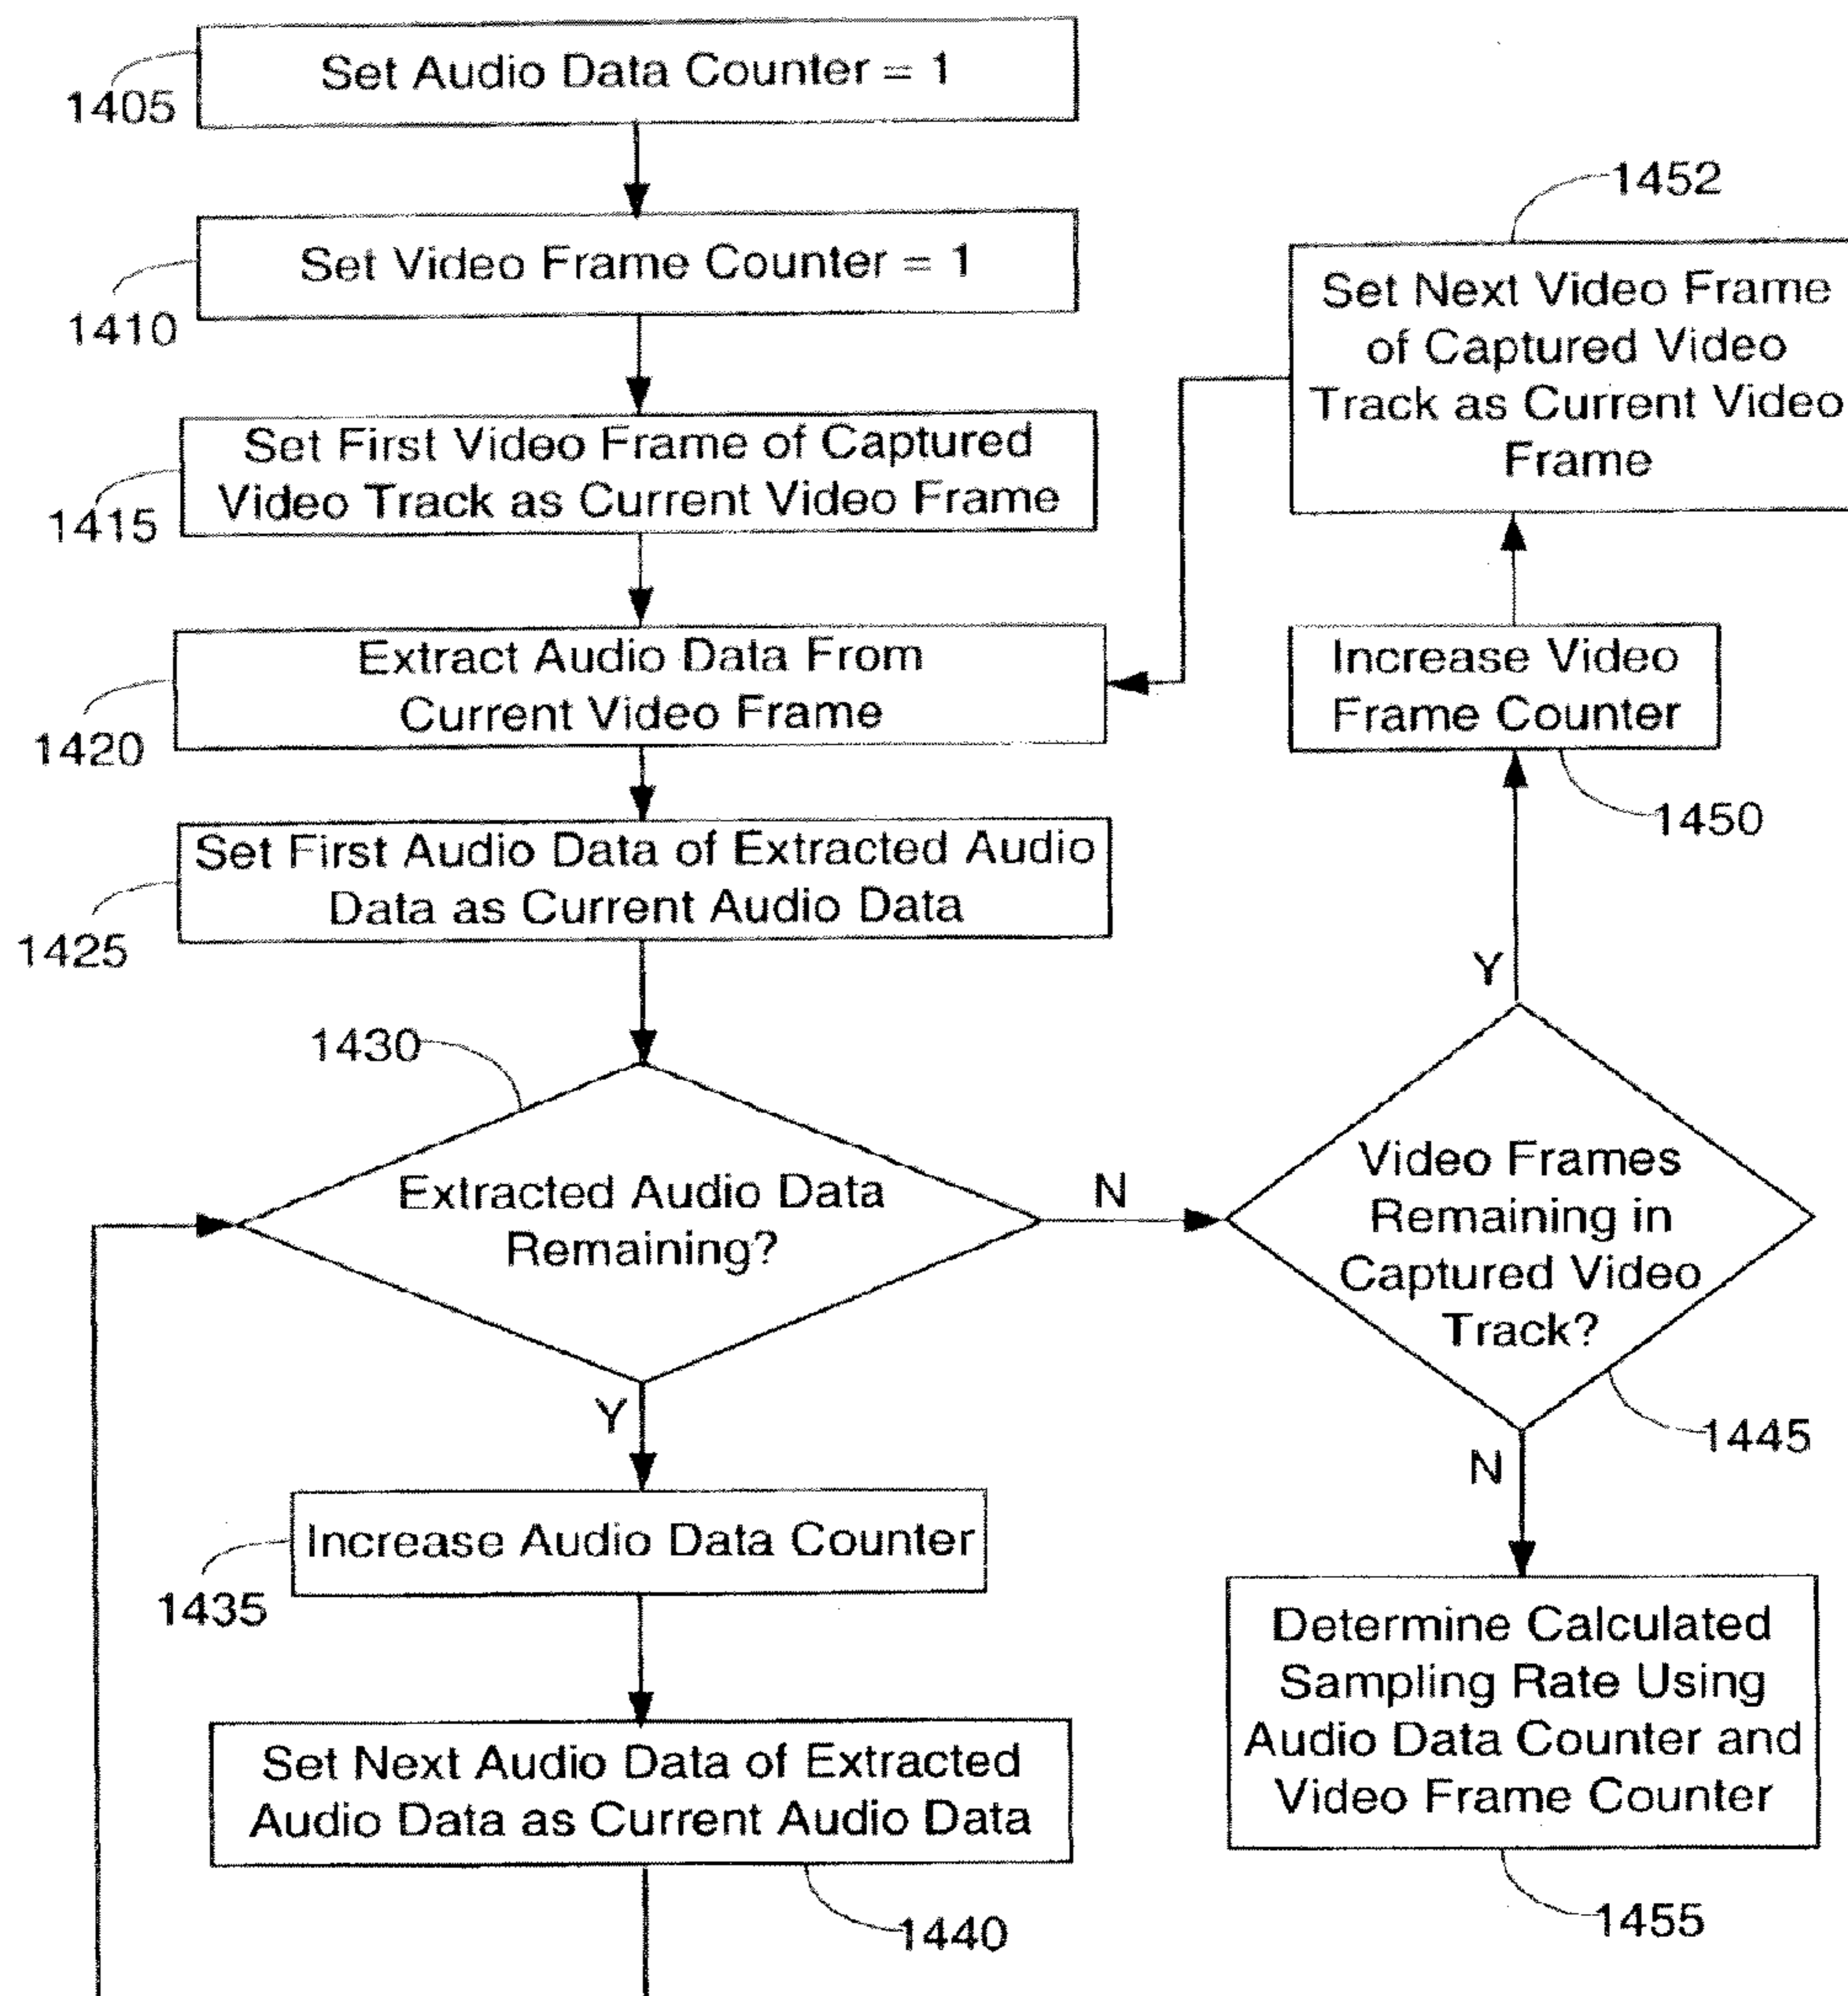 Set Audio Data Counter = 1
1405
Set Video Frame Counter = 1
1410
Set First Video Frame of Captured
Video Track as Current Video Frame
1415
Extract Audio Data From
Current Video Frame
1420
Set First Audio Data of Extracted Audio
Data as Current Audio Data
1425
1430
Extracted Audio Data
Remaining?
N
Y
Increase Audio Data Counter
1435
Set Next Audio Data of Extracted
Audio Data as Current Audio Data
1440
1452
Set Next Video Frame
of Captured Video
Track as Current Video
Frame
Increase Video
Frame Counter
1450
Y
Video Frames
Remaining in
Captured Video
Track?
1445
N
Determine Calculated
Sampling Rate Using
Audio Data Counter and
Video Frame Counter
1455